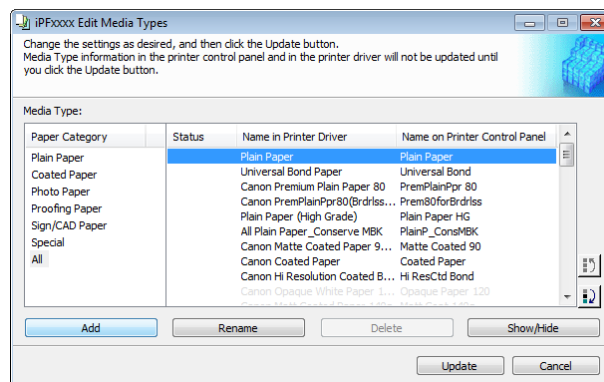 iPFxxxx Edit Media Types
Change the settings as desired, and then click the Update button.
Media Type information in the printer control panel and in the printer driver will not be updated until
you click the Update button.
Media Type:
Paper Category Status Name in Printer Driver Name on Printer Control Panel
Plain Paper Plain Paper Plain Paper
Coated Paper Universal Bond Paper Universal Bond
Photo Paper Canon Premium Plain Paper 80 PremPlainPpr 80
Proofing Paper Canon PremPlainPpr80(Brdrlss... Prem80forBrdrlss
Sign/CAD Paper Plain Paper (High Grade) Plain Paper HG
Special All Plain Paper_Conserve MBK PlainP_ConsMBK
All Canon Matte Coated Paper 9... Matte Coated 90
Canon Coated Paper Coated Paper
Canon Hi Resolution Coated B... Hi ResCtd Bond
Canon Opaque White Paper 1... Opaque Paper 120
Add Rename Delete Show/Hide
Update Cancel